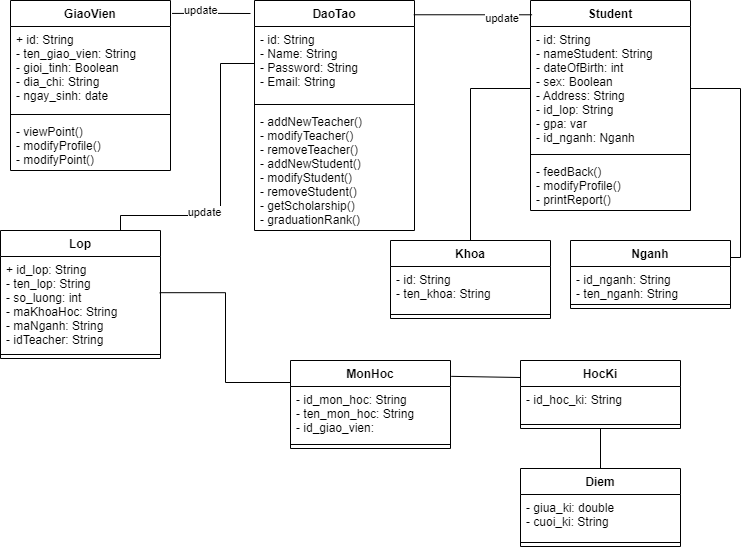 GiaoVien
+ id: String
- ten_giao_vien: String
- gioi_tinh: Boolean
- dia_chi: String
- ngay_sinh: date
- viewPoint()
- modifyProfile()
- modifyPoint()
update
DaoTao
- id: String
- Name: String
- Password: String
- Email: String
- addNewTeacher()
- modifyTeacher()
- removeTeacher()
- addNewStudent()
- modifyStudent()
- removeStudent()
- getScholarship()
- graduationRank()
update
Student
- id: String
- nameStudent: String
- dateOfBirth: int
- sex: Boolean
- Address: String
- id_lop: String
- gpa: var
- id_nganh: Nganh
- feedBack()
- modifyProfile()
- printReport()
update
Lop
+ id_lop: String
- ten_lop: String
- so_luong: int
- maKhoaHoc: String
- maNganh: String
- idTeacher: String
Khoa
- id: String
- ten_khoa: String
Nganh
- id_nganh: String
- ten_nganh: String
MonHoc
- id_mon_hoc: String
- ten_mon_hoc: String
- id_giao_vien:
HocKi
- id_hoc_ki: String
Diem
- giua_ki: double
- cuoi_ki: String